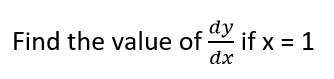 Find the value of dy/dx if x = 1